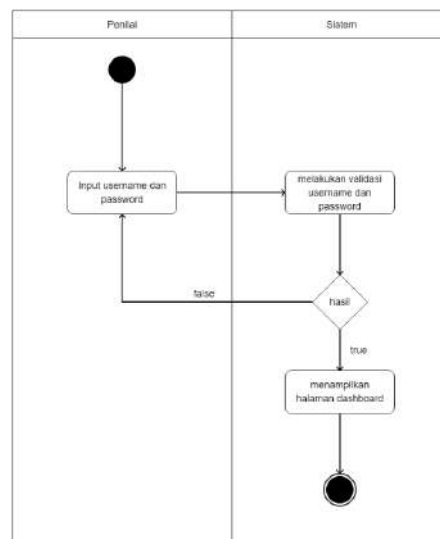 Penilai
Sistem
Input username dan
password
melakukan validasi
username dan
password
false
hasil
true
menampilkan
halaman dashboard